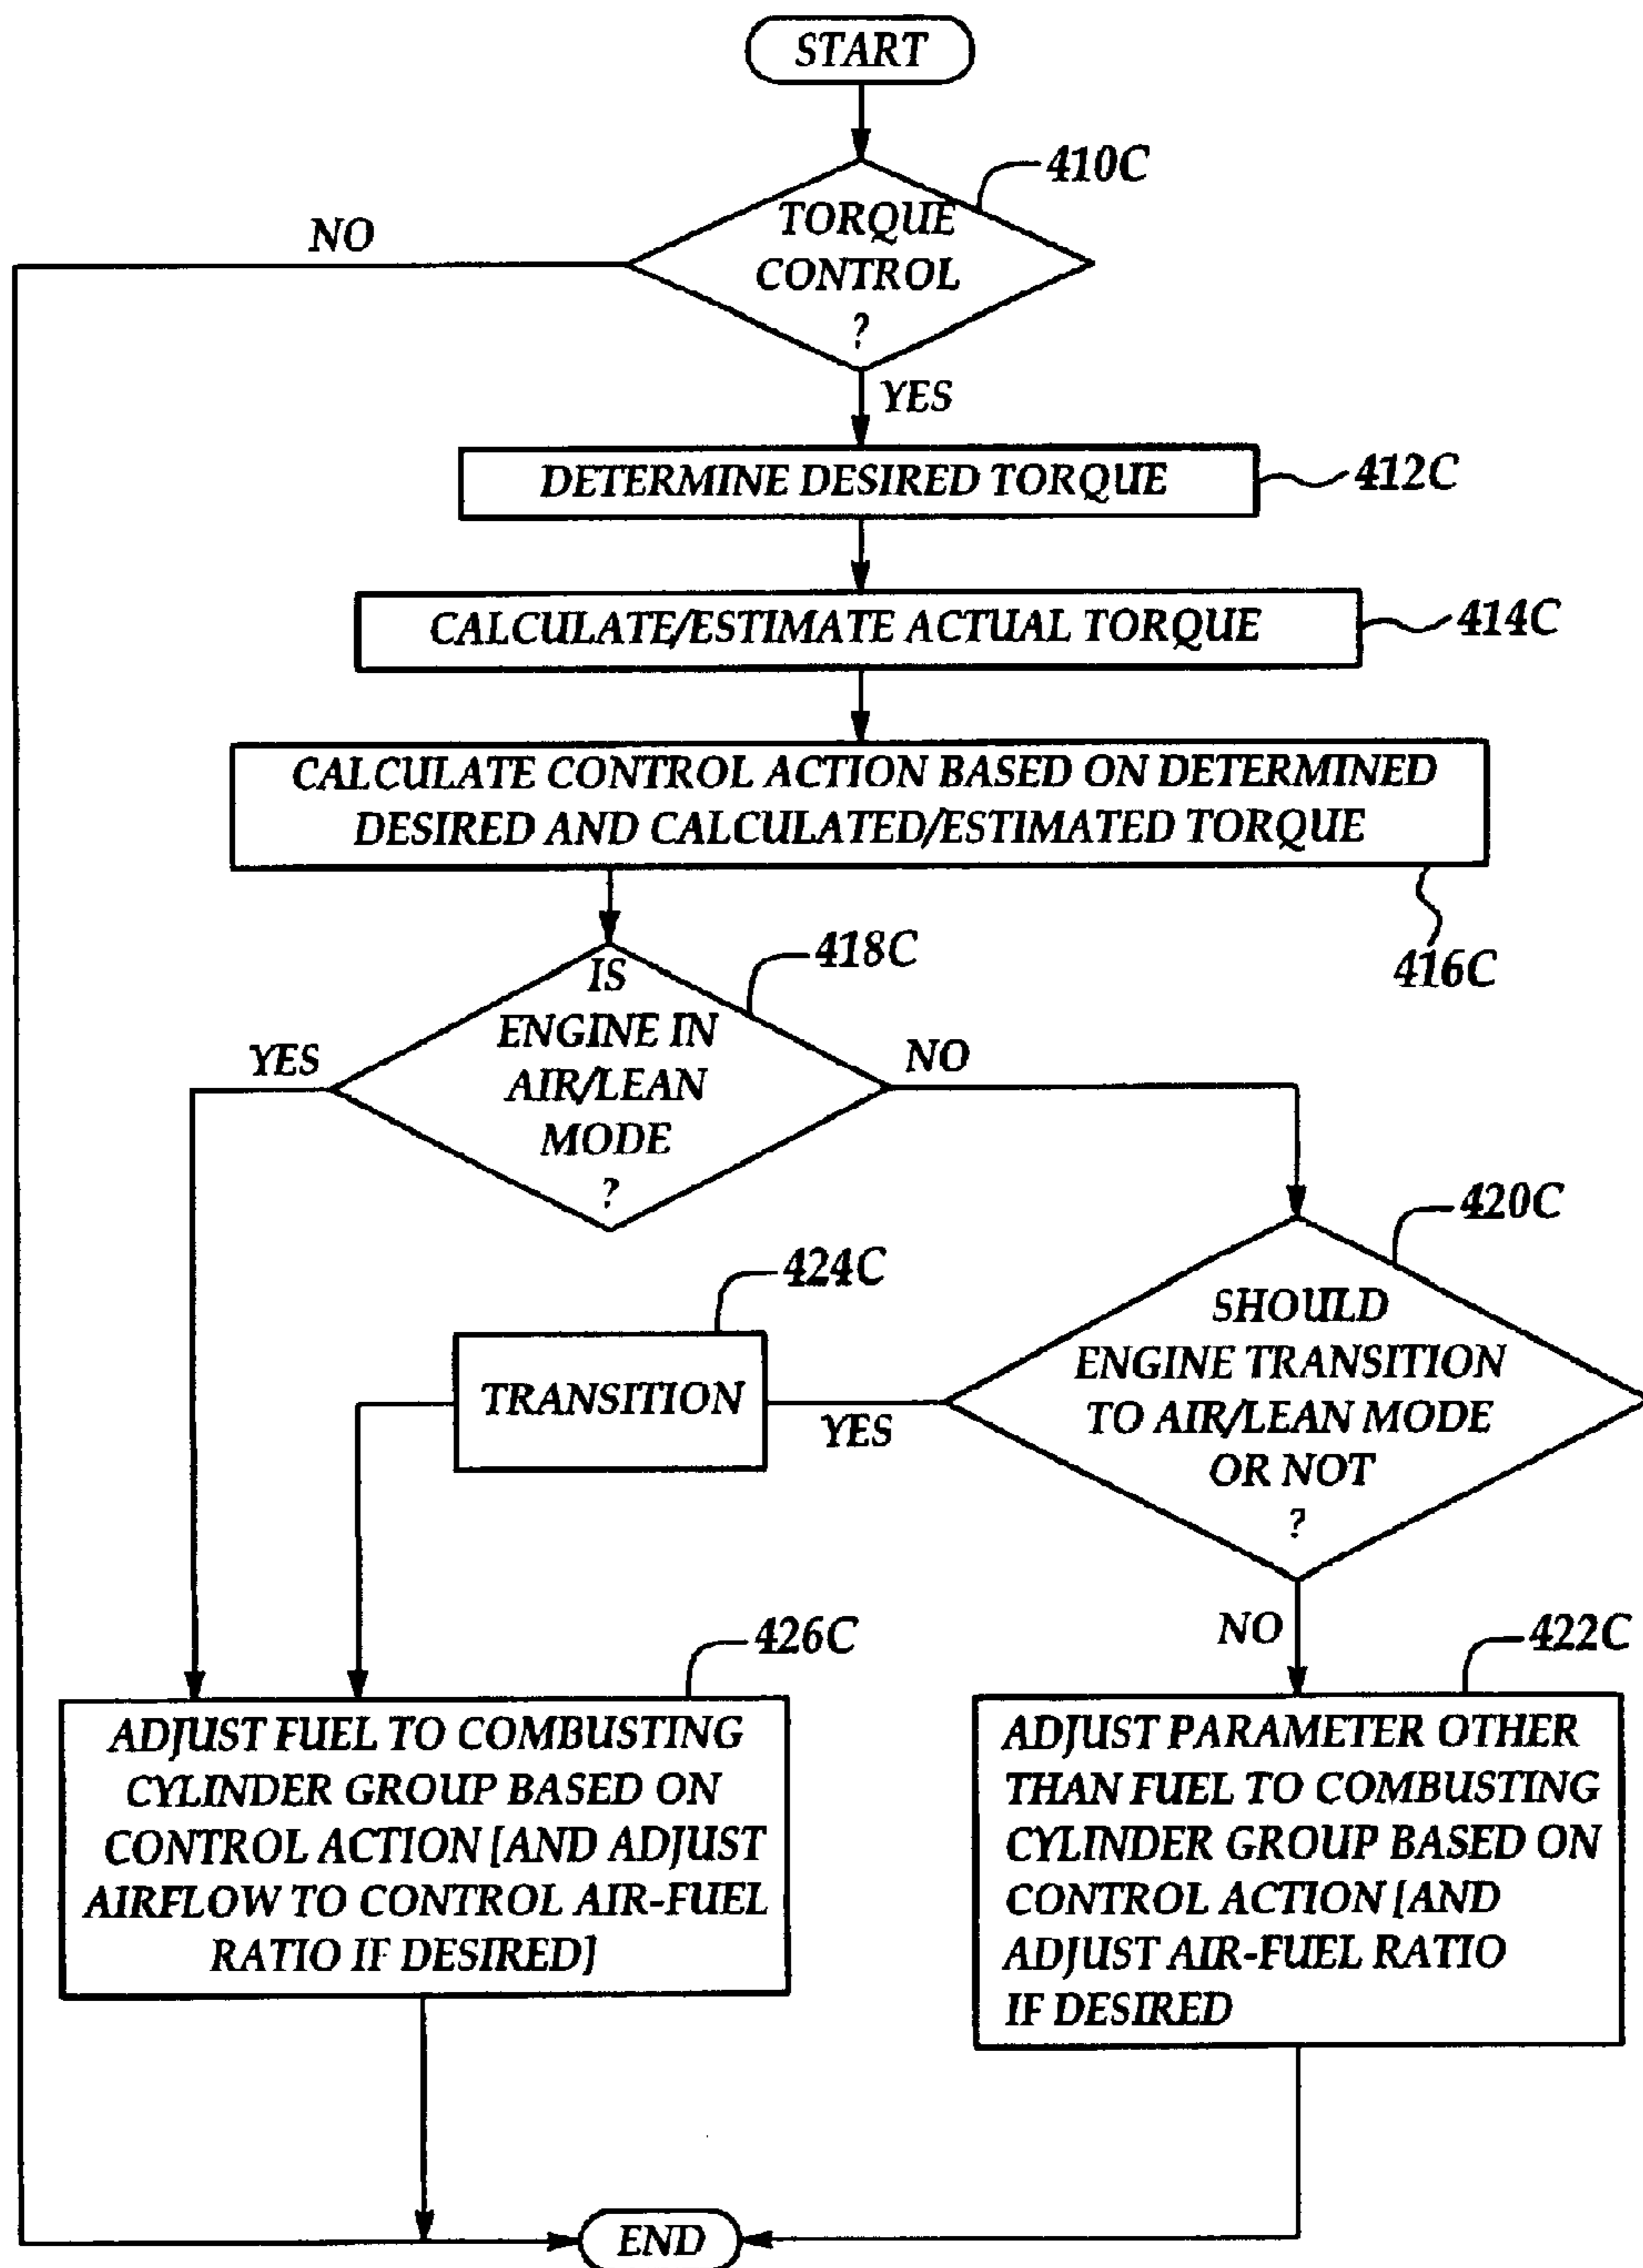 START
410C
NO
TORQUE
CONTROL
?
YES
DETERMINE DESIRED TORQUE
412C
CALCULATE/ESTIMATE ACTUAL TORQUE
414C
CALCULATE CONTROL ACTION BASED ON DETERMINED
DESIRED AND CALCULATED/ESTIMATED TORQUE
416C
418C
IS
ENGINE IN
AIR/LEAN
MODE
?
YES
NO
420C
SHOULD
ENGINE TRANSITION
TO AIR/LEAN MODE
OR NOT
?
424C
TRANSITION
YES
NO
426C
ADJUST FUEL TO COMBUSTING
CYLINDER GROUP BASED ON
CONTROL ACTION [AND ADJUST
AIRFLOW TO CONTROL AIR-FUEL
RATIO IF DESIRED]
422C
ADJUST PARAMETER OTHER
THAN FUEL TO COMBUSTING
CYLINDER GROUP BASED ON
CONTROL ACTION [AND
ADJUST AIR-FUEL RATIO
IF DESIRED
END